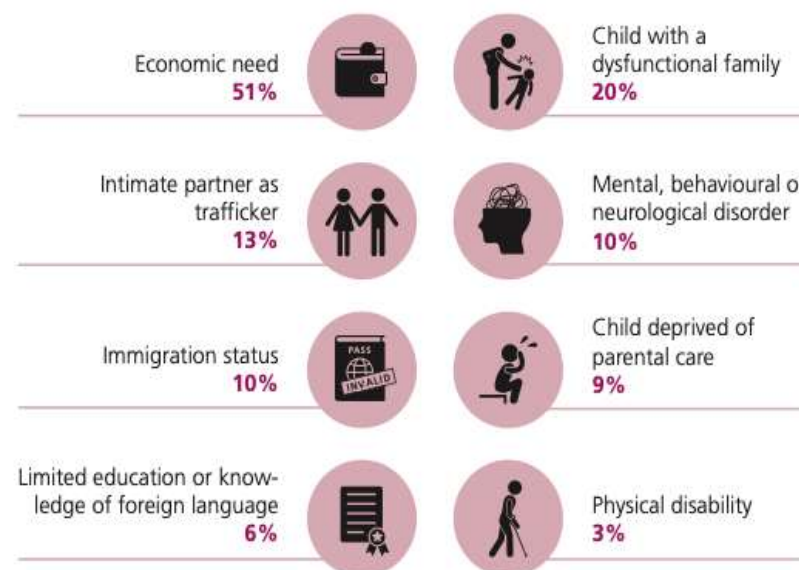 Economic need
51%
Child with a
dysfunctional family
20%
Intimate partner as
trafficker
13%
Mental, behavioural o
neurological disorder
10%
Immigration status
10%
PASS
INVALID
Child deprived of
parental care
9%
Limited education or know-
ledge of foreign language
6%
Physical disability
3%